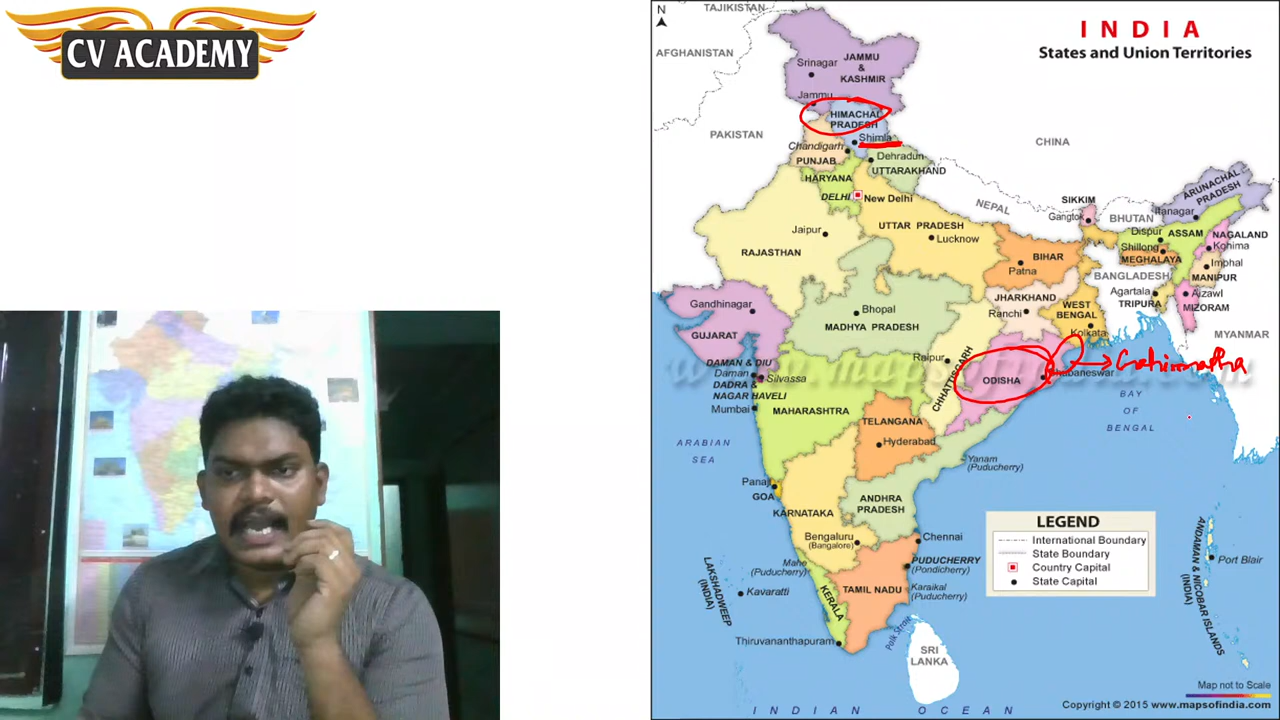 CV ACADEMY
INDIA
States and Union Territories
N
TAJIKISTAN
AFGHANISTAN
PAKISTAN
CHINA
NEPAL
BHUTAN
BANGLADESH
MYANMAR
SRI
LANKA
JAMMU
&
KASHMIR
Srinagar
Jammu
HIMACHAL
PRADESH
Shimla
Chandigarh
PUNJAB
Dehradun
UTTARAKHAND
HARYANA
DELHI
New Delhi
UTTAR PRADESH
Lucknow
Jaipur
RAJASTHAN
BIHAR
Patna
SIKKIM
Gangtok
ARUNACHAL
PRADESH
Itanagar
Dispur
ASSAM
NAGALAND
Kohima
Shillong
MEGHALAYA
Imphal
MANIPUR
Agartala
TRIPURA
Aizawl
MIZORAM
Gandhinagar
GUJARAT
Bhopal
MADHYA PRADESH
JHARKHAND
Ranchi
WEST
BENGAL
Kolkata
DAMAN & DIU
Daman
Silvassa
DADRA &
NAGAR HAVELI
Mumbai
MAHARASHTRA
Raipur
CHHATTISGARH
ODISHA
Bhubaneswar
Gahirmatha
TELANGANA
Hyderabad
ARABIAN
SEA
BAY
OF
BENGAL
Yanam
(Puducherry)
Panaji
GOA
KARNATAKA
ANDHRA
PRADESH
Bengaluru
(Bangalore)
Chennai
Mahe
(Puducherry)
PUDUCHERRY
(Pondicherry)
Karaikal
(Puducherry)
TAMIL NADU
KERALA
LAKSHADWEEP
(INDIA)
Kavaratti
Thiruvananthapuram
Palk Strait
ANDAMAN & NICOBAR ISLANDS
(INDIA)
Port Blair
LEGEND
International Boundary
State Boundary
Country Capital
State Capital
INDIAN OCEAN
Map not to Scale
Copyright © 2015 www.mapsofindia.com